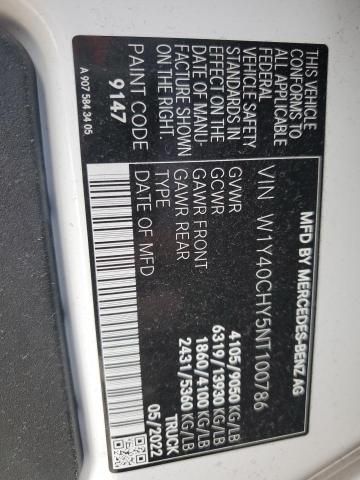 MFD BY MERCEDES-BENZ AG
VIN W1Y40CHY5NT100786
GVWR 4105/9050 KG/LB
GCWR 6319/13930 KG/LB
GAWR FRONT 1860/4100 KG/LB
GAWR REAR 2431/5360 KG/LB
TRUCK
DATE OF MFD 05/2022
THIS VEHICLE
CONFORMS TO
ALL APPLICABLE
FEDERAL
VEHICLE SAFETY
STANDARDS IN
EFFECT ON THE
DATE OF MANU-
FACTURE SHOWN
ON THE RIGHT.
PAINT CODE
9147
A 907 584 34 05